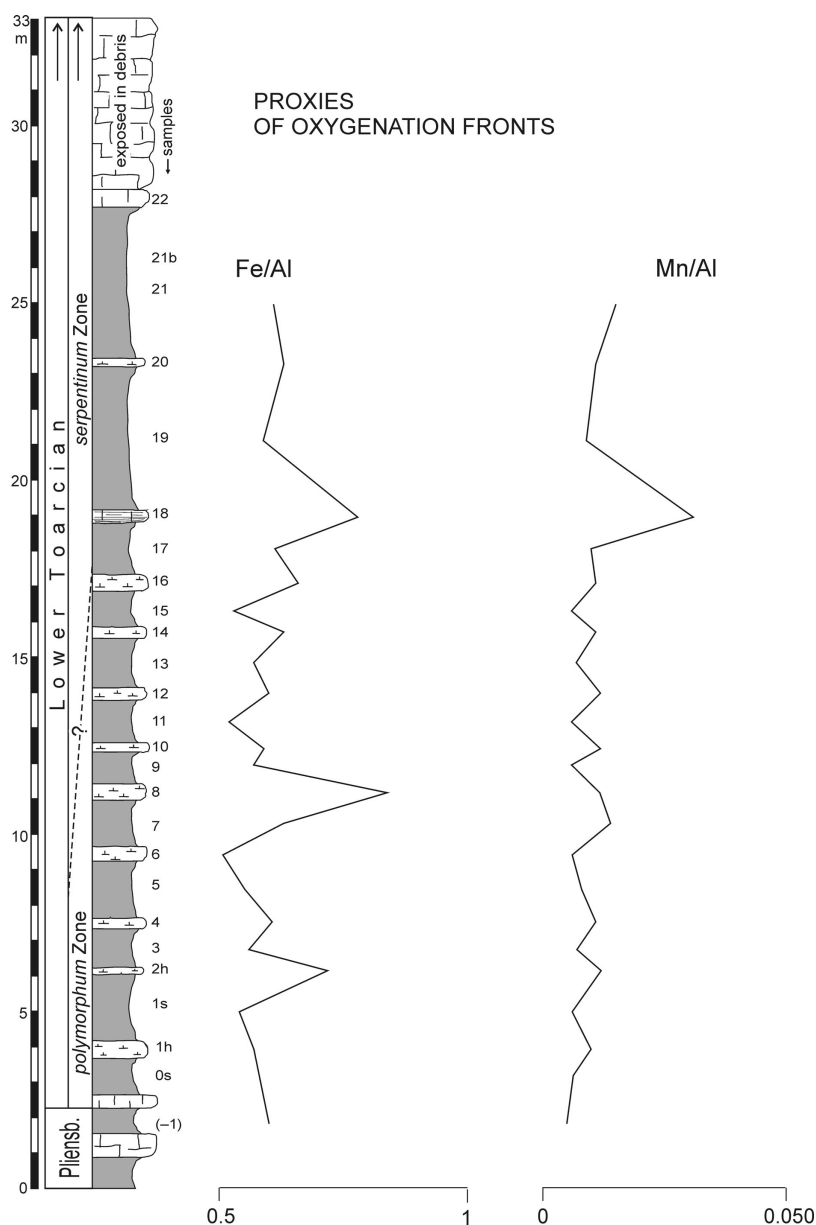 33
m
30
25
20
15
10
5
0
Lower Toarcian
Pliensb.
serpentinum Zone
?
polymorphum Zone
exposed in debris
samples
22
21b
21
20
19
18
17
16
15
14
13
12
11
10
9
8
7
6
5
4
3
2h
1s
1h
0s
(–1)
PROXIES
OF OXYGENATION FRONTS
Fe/Al
0.5 1
Mn/Al
0 0.050